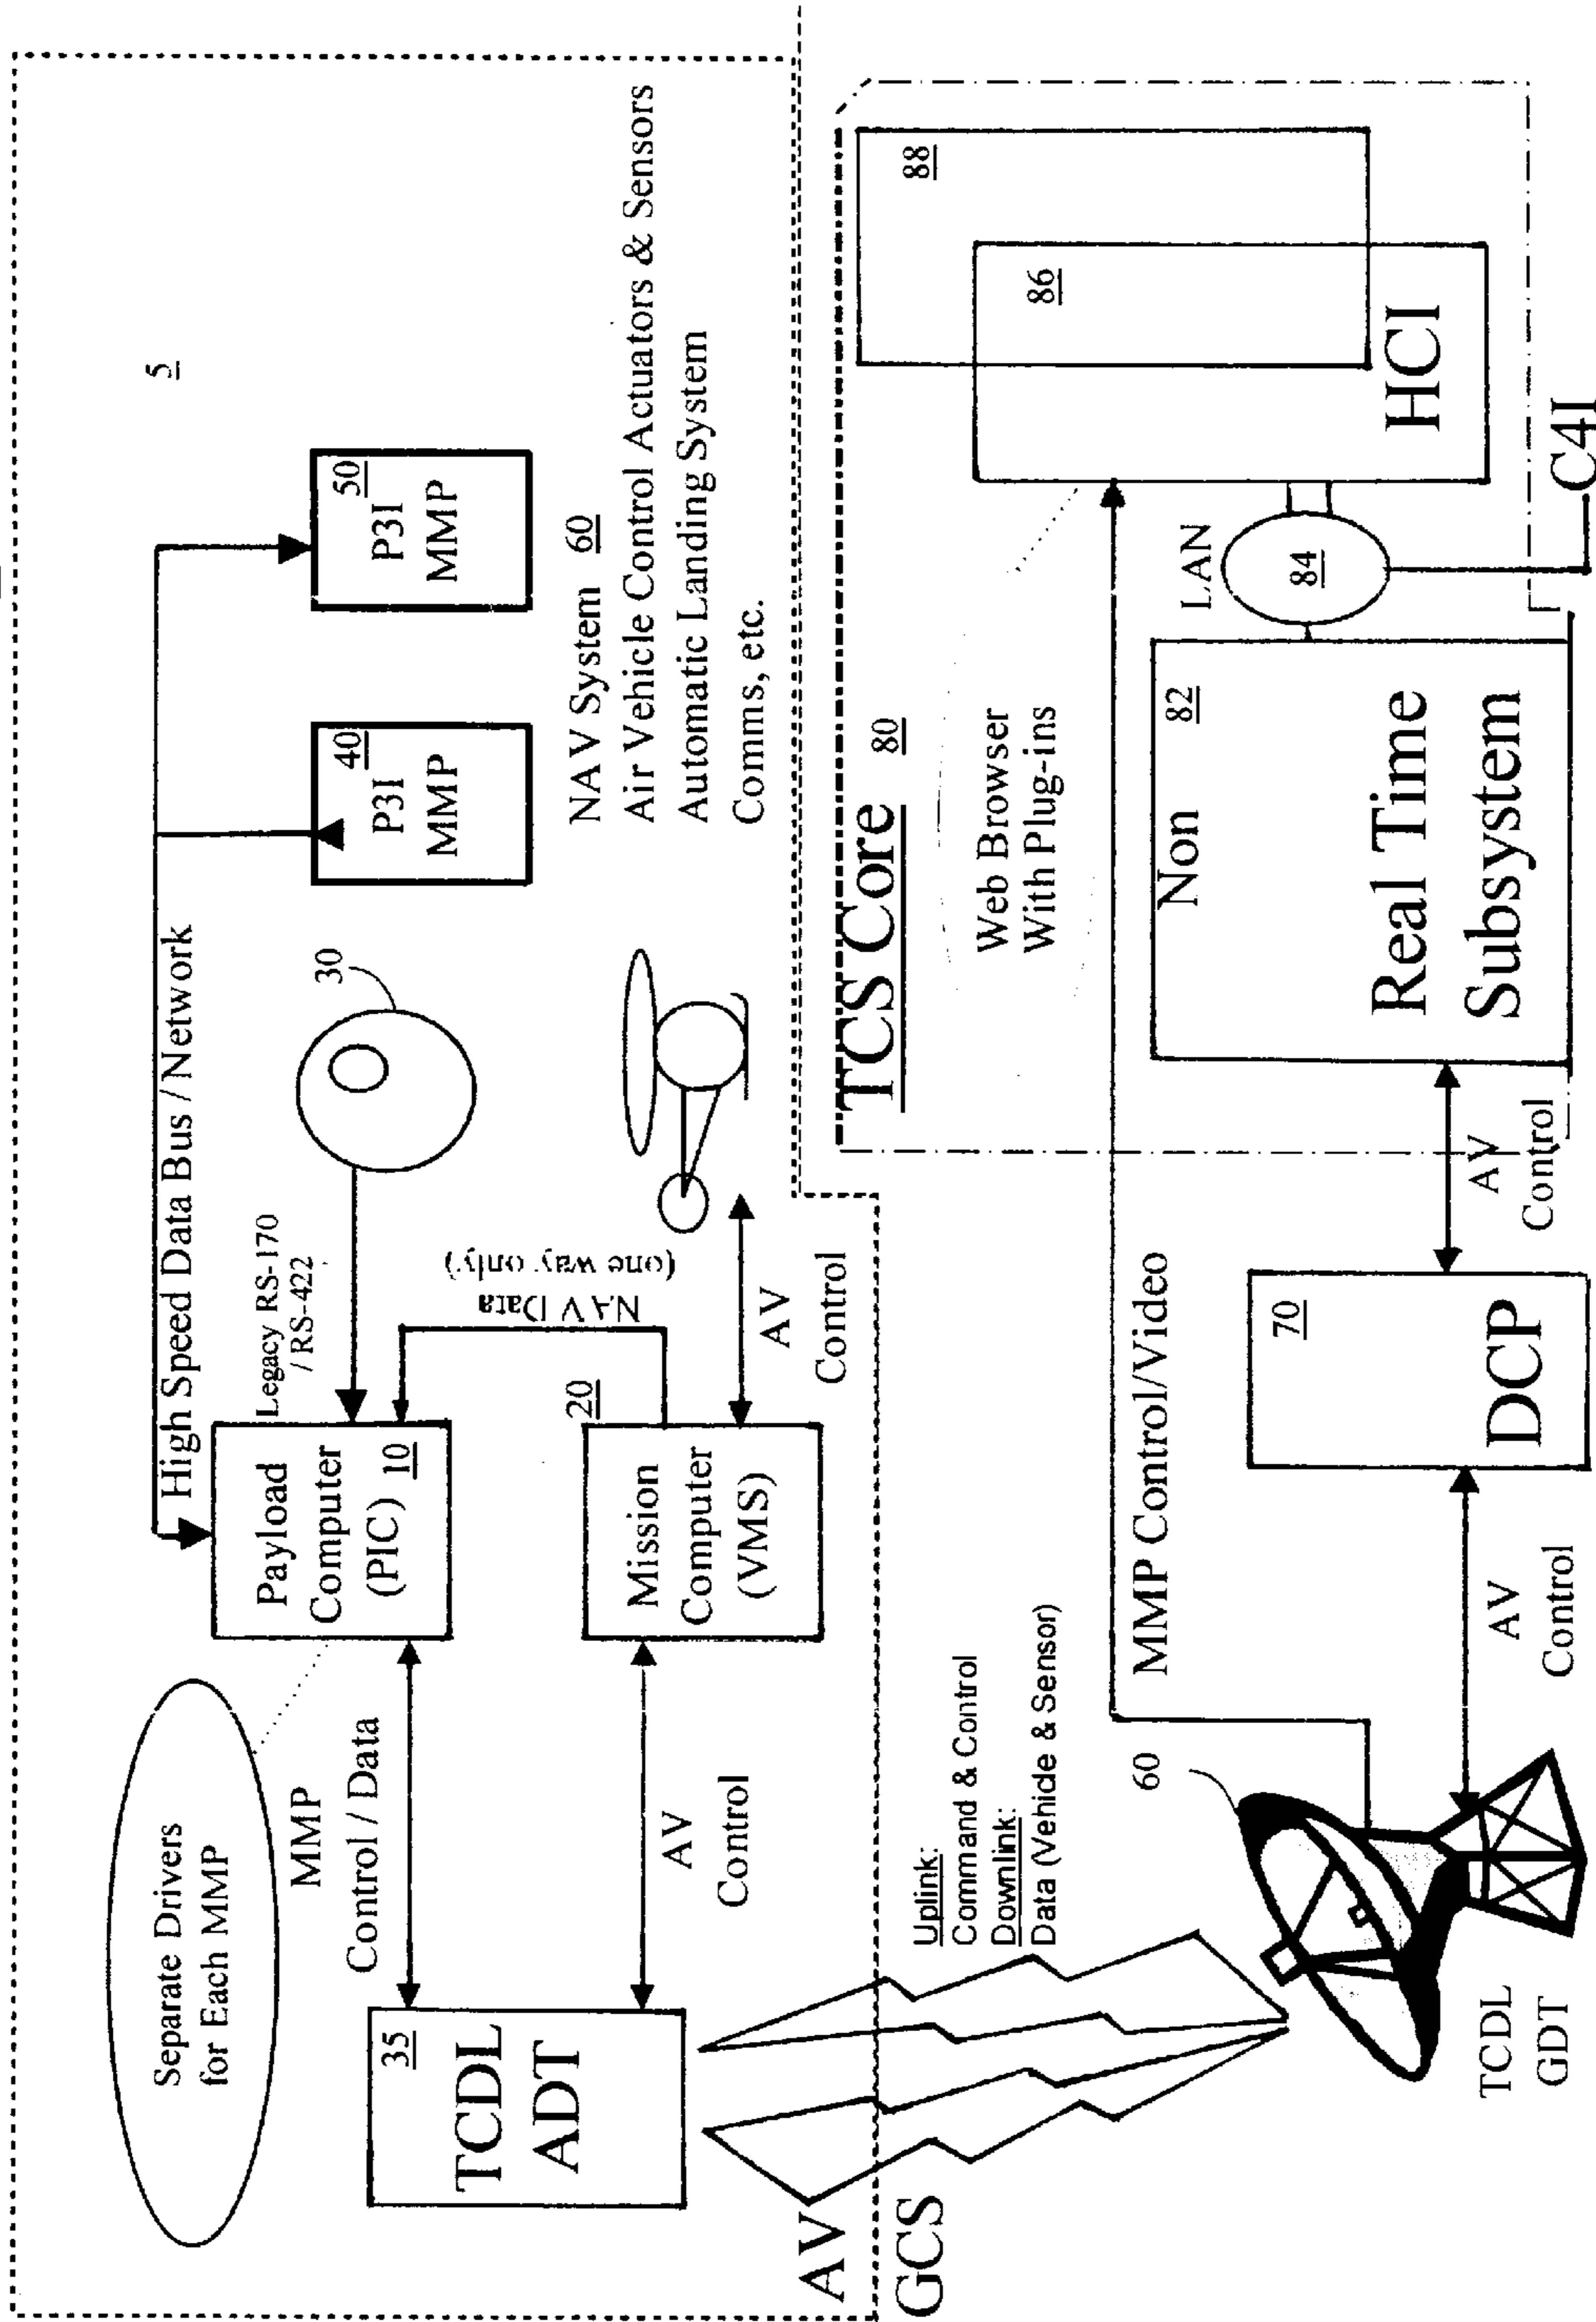 5
High Speed Data Bus / Network
Separate Drivers
for Each MMP
MMP
Control / Data
Payload
Computer
(PIC) 10
Legacy RS-170
/ RS-422
30
40
P3I
MMP
50
P3I
MMP
35
TCDL
ADT
AV
Control
Mission
Computer
(VMS)
20
NAV Data
(one way only)
AV
Control
NAV System 60
Air Vehicle Control Actuators & Sensors
Automatic Landing System
Comms, etc.
AV
GCS
Uplink:
Command & Control
Downlink:
Data (Vehicle & Sensor)
TCS Core 80
Web Browser
With Plug-ins
MMP Control/Video
60
TCDL
GDT
AV
Control
70
DCP
AV
Control
Non 82
Real Time
Subsystem
LAN
84
86
88
HCI
C4I